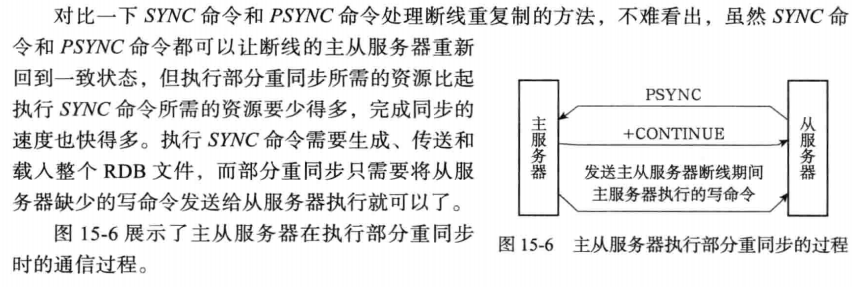 对比一下 SYNC 命令和 PSYNC 命令处理断线重复制的方法，不难看出，虽然 SYNC 命
令和 PSYNC 命令都可以让断线的主从服务器重新
回到一致状态，但执行部分重同步所需的资源比起
执行 SYNC 命令所需的资源要少得多，完成同步的
速度也快得多。执行 SYNC 命令需要生成、传送和
载入整个 RDB 文件，而部分重同步只需要将从服
务器缺少的写命令发送给从服务器执行就可以了。
图 15-6 展示了主从服务器在执行部分重同步
时的通信过程。
主服务器
PSYNC
+CONTINUE
发送主从服务器断线期间
主服务器执行的写命令
从服务器
图 15-6 主从服务器执行部分重同步的过程